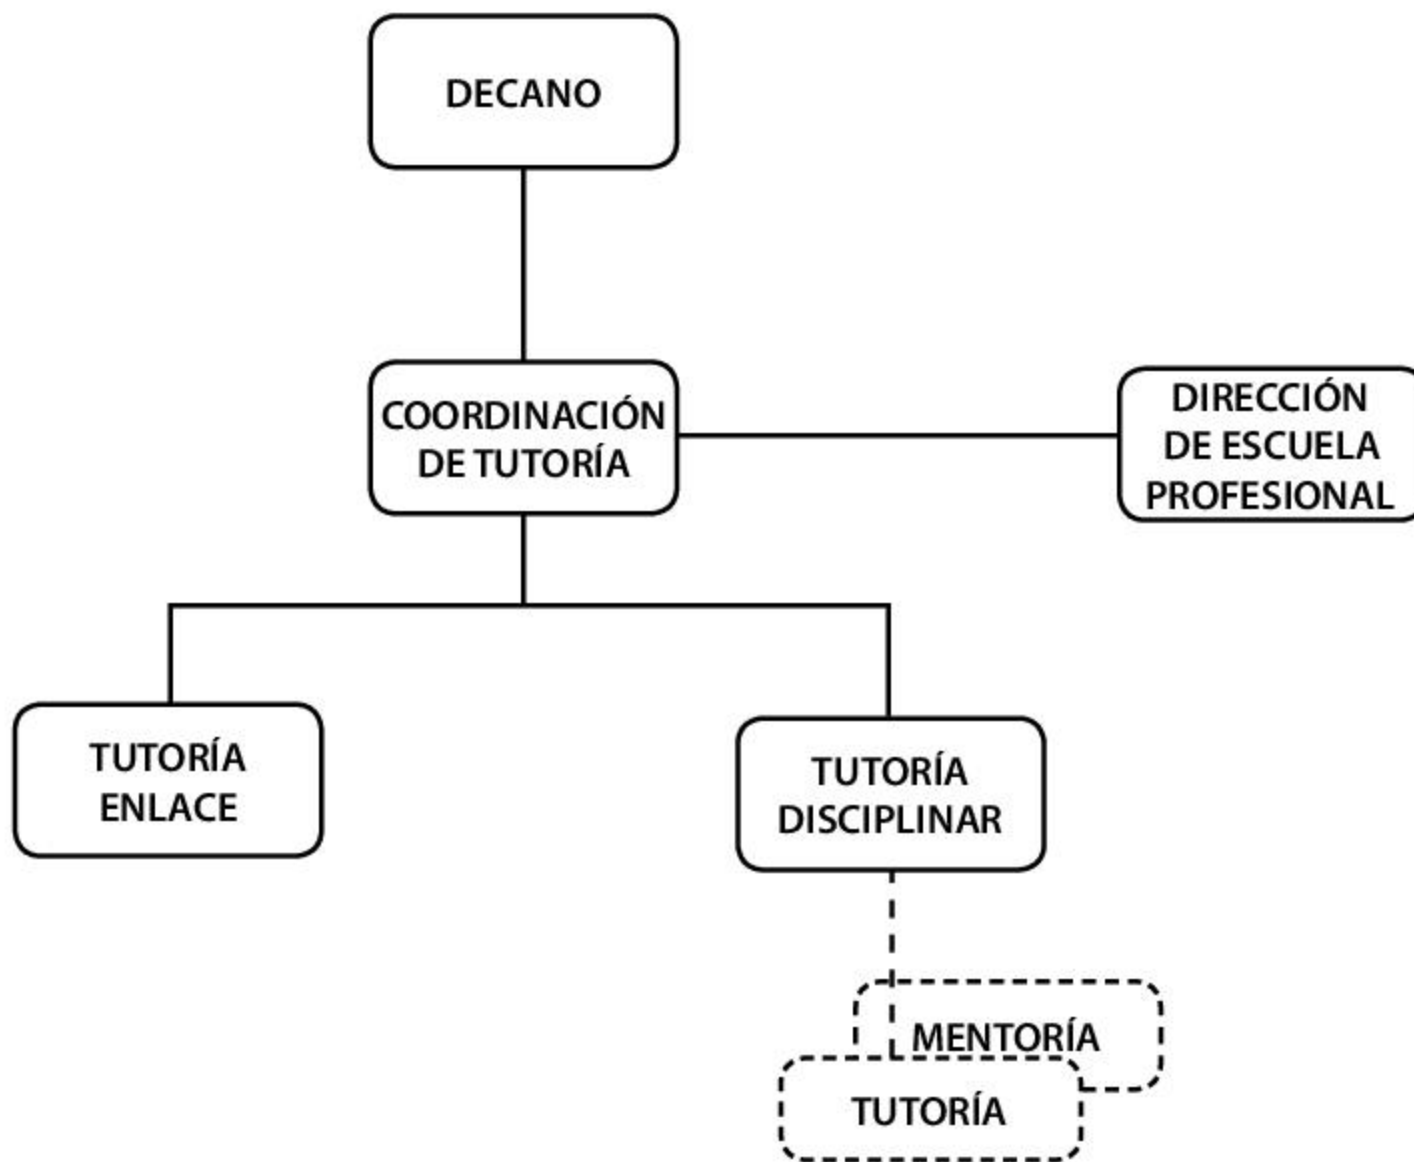 DECANO
COORDINACIÓN
DE TUTORÍA
DIRECCIÓN
DE ESCUELA
PROFESIONAL
TUTORÍA
ENLACE
TUTORÍA
DISCIPLINAR
MENTORÍA
TUTORÍA